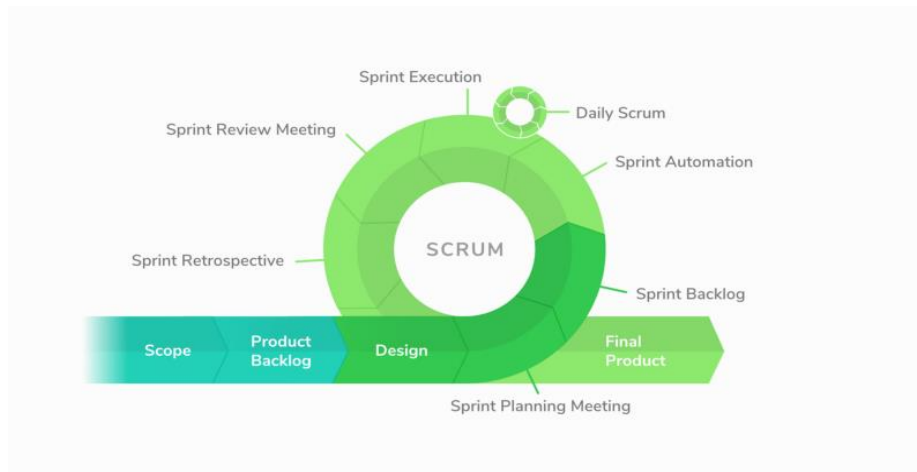 Sprint Execution
Daily Scrum
Sprint Review Meeting
Sprint Automation
SCRUM
Sprint Retrospective
Sprint Backlog
Scope
Product
Backlog
Design
Final
Product
Sprint Planning Meeting